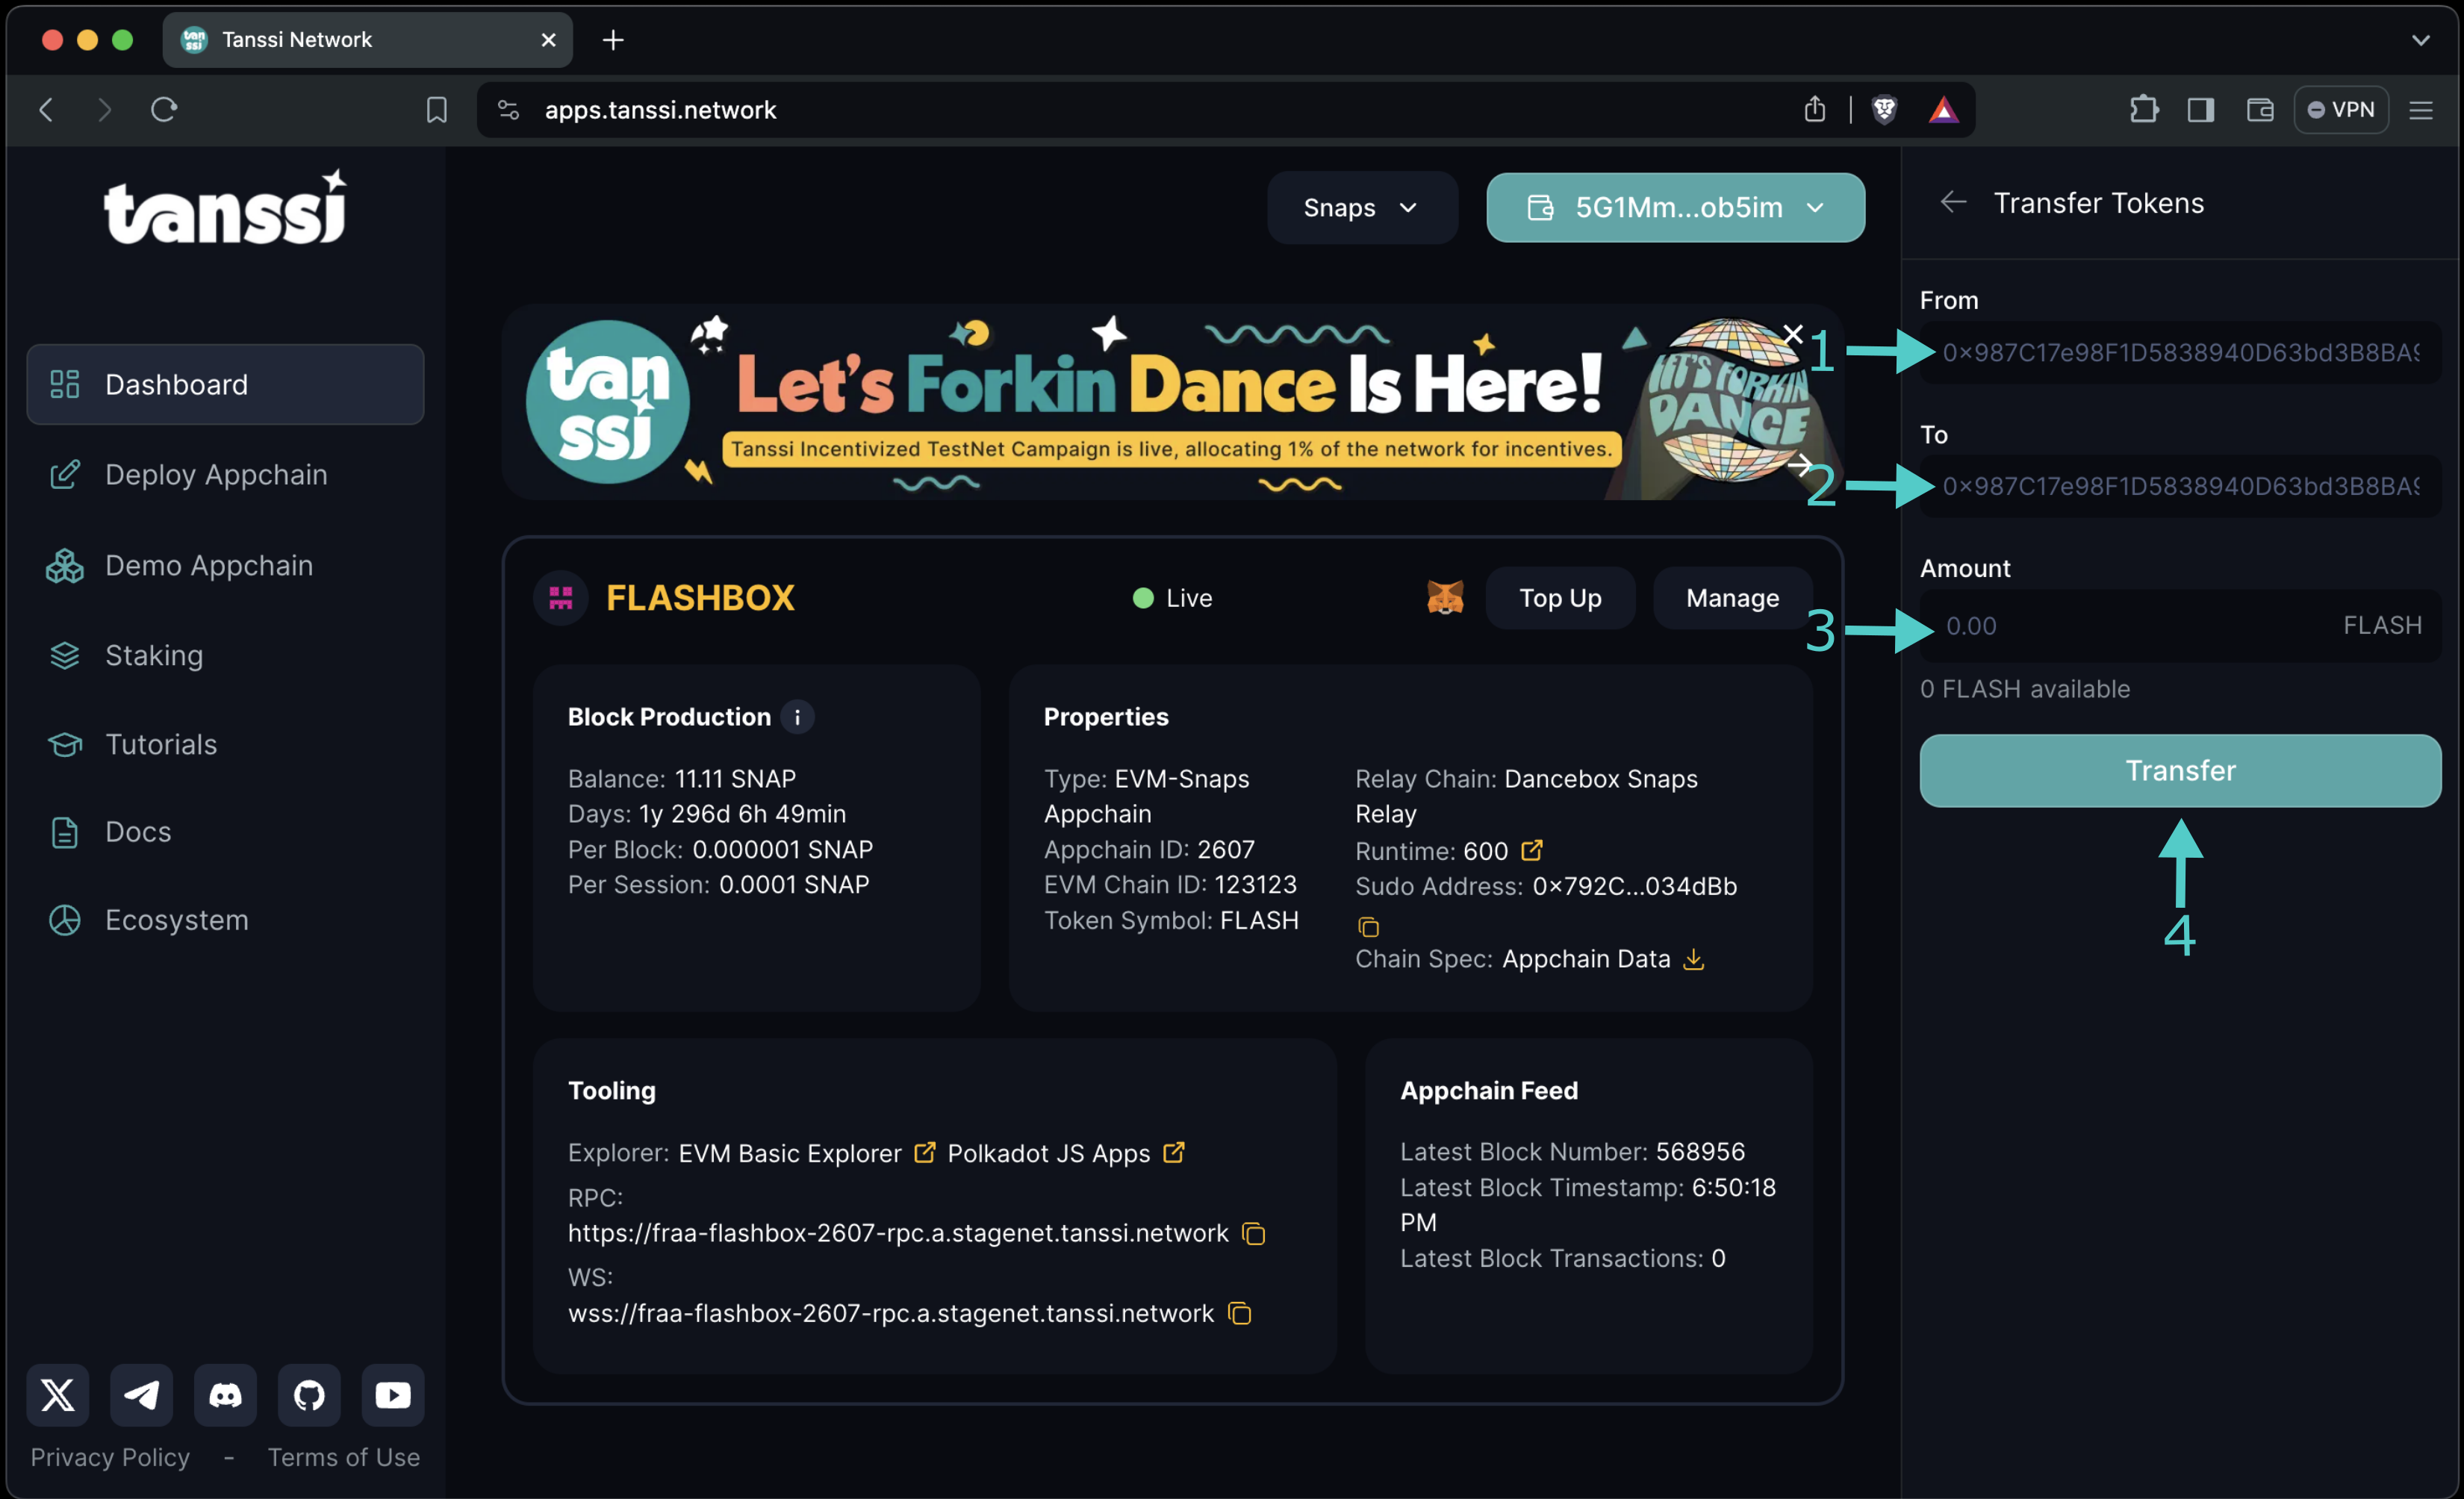 Tanssi Network
apps.tanssi.network
VPN
tanssi
Snaps
5G1Mm...ob5im
Transfer Tokens
Dashboard
Deploy Appchain
Demo Appchain
Staking
Tutorials
Docs
Ecosystem
tan
ssi
Let's Forkin Dance Is Here!
Tanssi Incentivized TestNet Campaign is live, allocating 1% of the network for incentives.
LET'S FORKIN
DANCE
FLASHBOX
Live
Top Up
Manage
Block Production
Balance: 11.11 SNAP
Days: 1y 296d 6h 49min
Per Block: 0.000001 SNAP
Per Session: 0.0001 SNAP
Properties
Type: EVM-Snaps
Appchain
Appchain ID: 2607
EVM Chain ID: 123123
Token Symbol: FLASH
Relay Chain: Dancebox Snaps
Relay
Runtime: 600
Sudo Address: 0x792C...034dBb
Chain Spec: Appchain Data
Tooling
Explorer: EVM Basic Explorer Polkadot JS Apps
RPC:
https://fraa-flashbox-2607-rpc.a.stagenet.tanssi.network
WS:
wss://fraa-flashbox-2607-rpc.a.stagenet.tanssi.network
Appchain Feed
Latest Block Number: 568956
Latest Block Timestamp: 6:50:18
PM
Latest Block Transactions: 0
From
1
0x987C17e98F1D5838940D63bd3B8BA9
To
2
0x987C17e98F1D5838940D63bd3B8BA9
Amount
3
0.00 FLASH
0 FLASH available
Transfer
4
Privacy Policy - Terms of Use